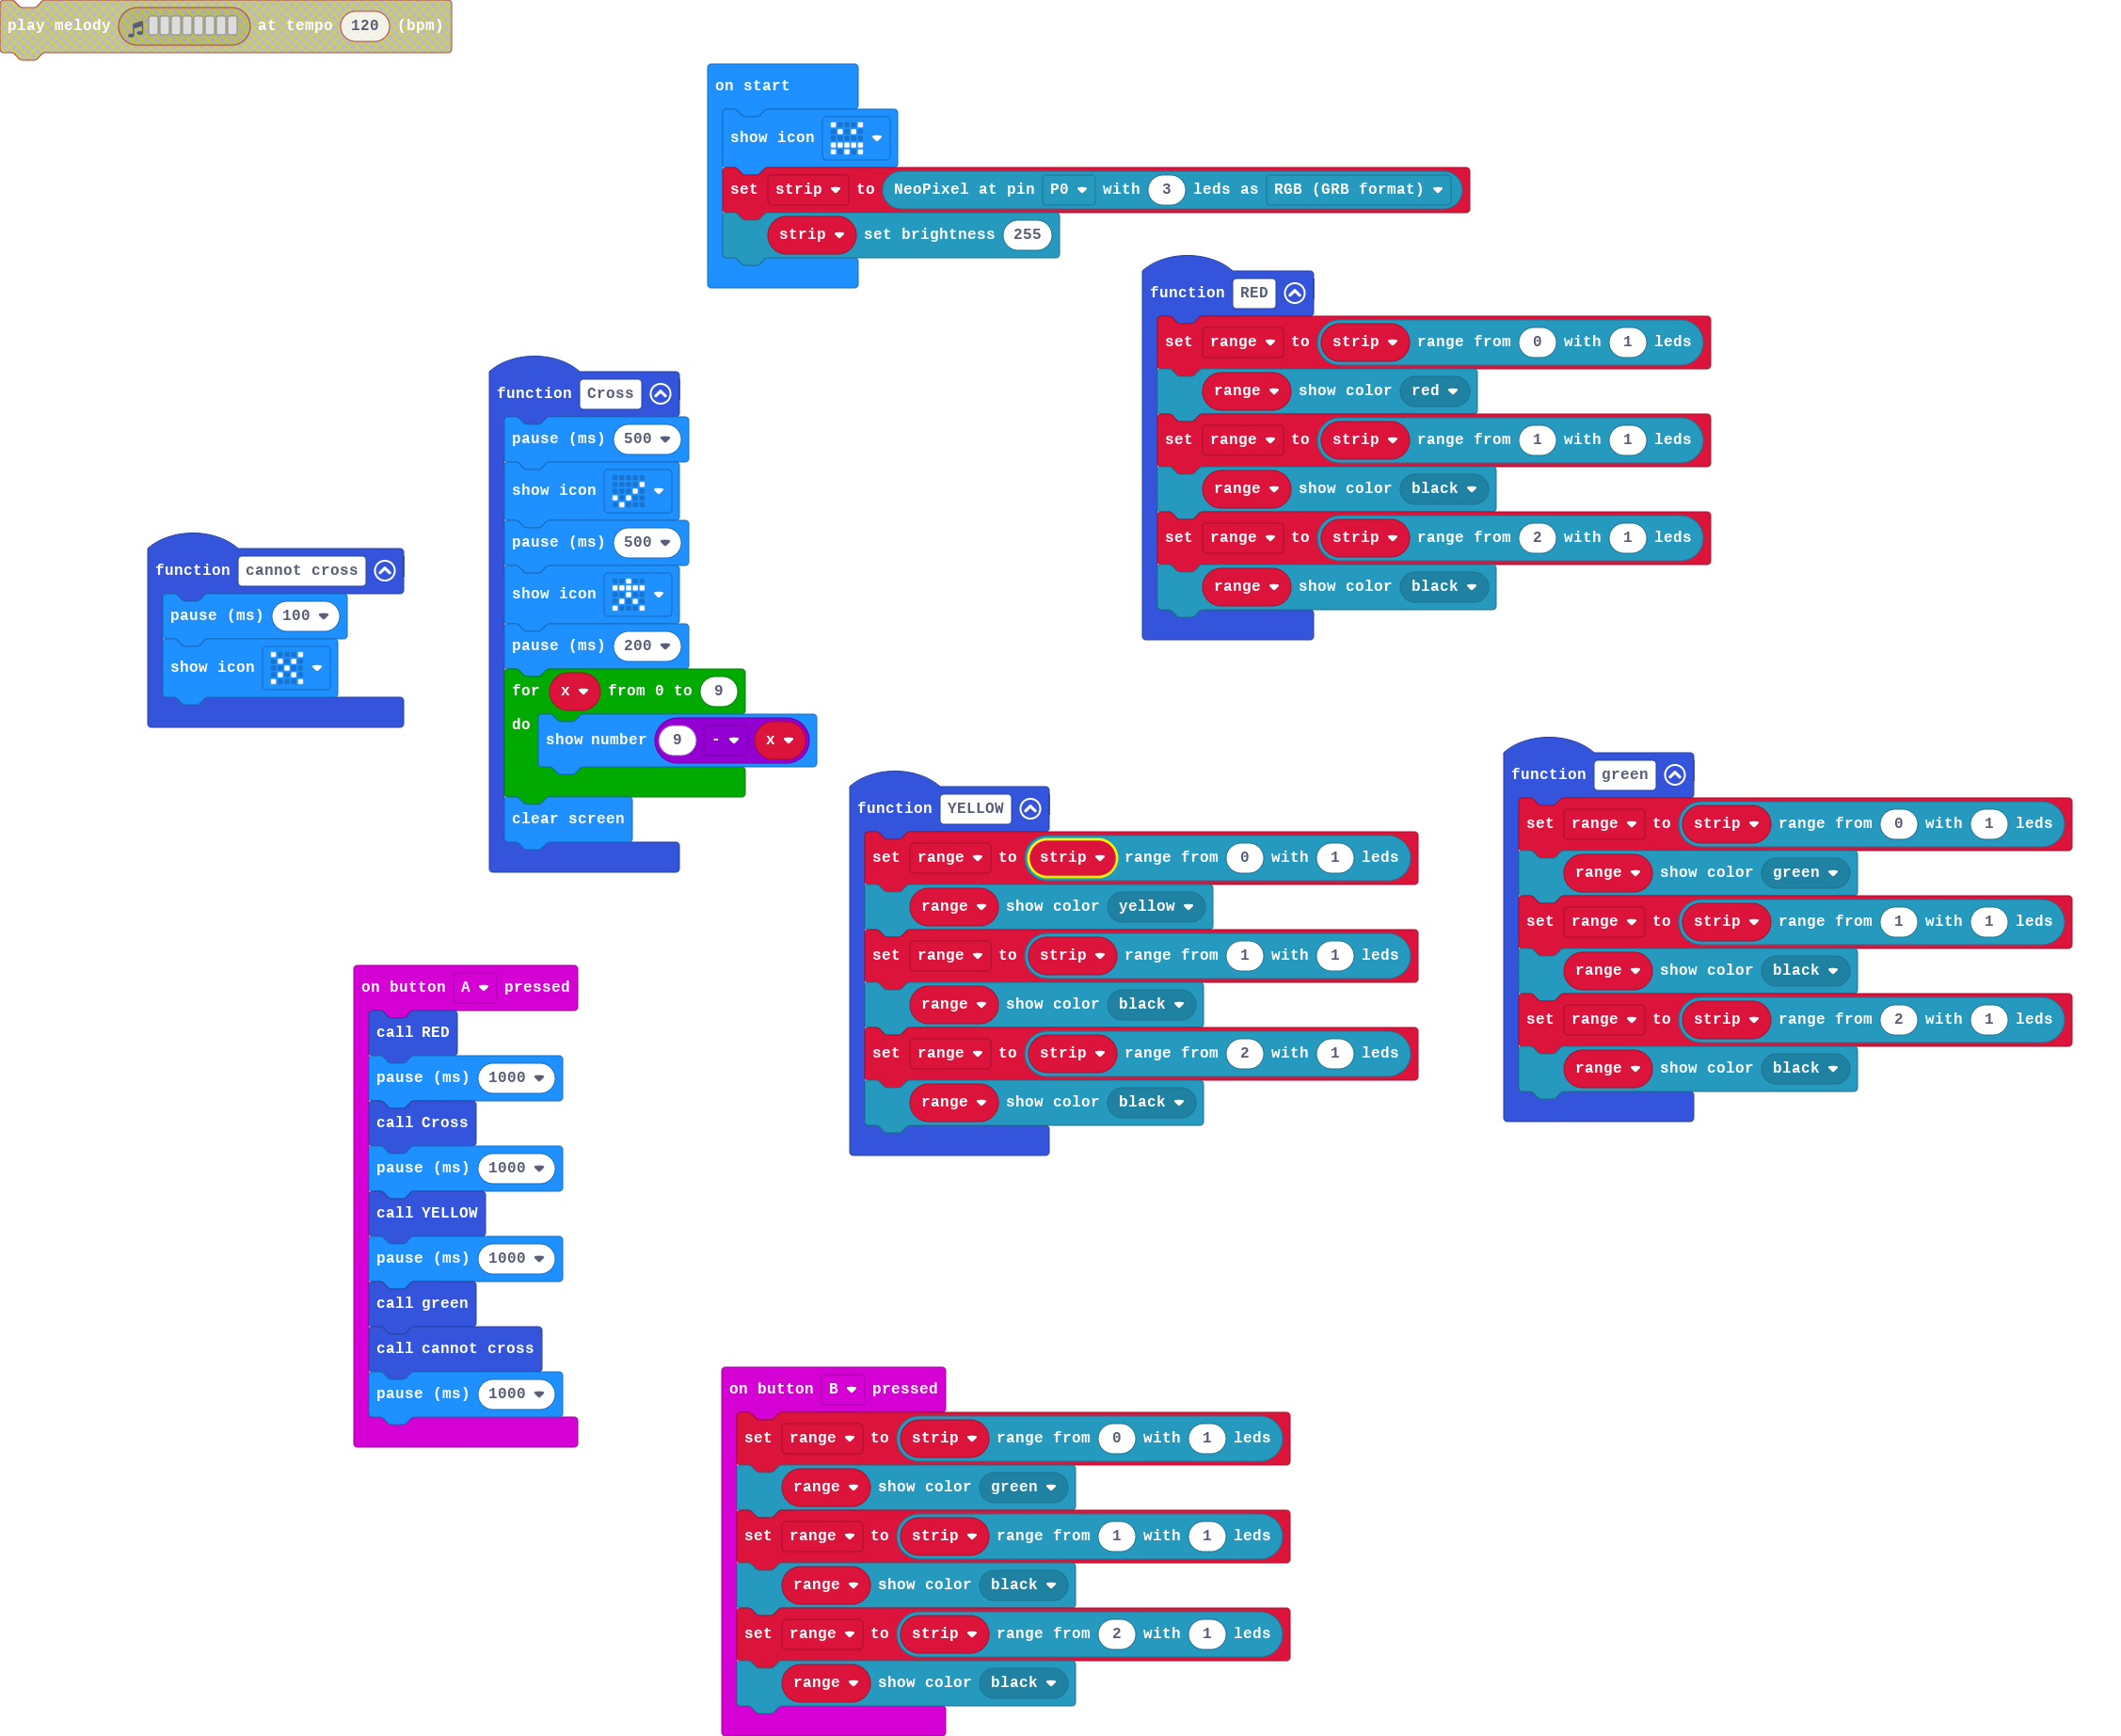 play melody at tempo 120 (bpm)
on start
show icon
set strip to NeoPixel at pin P0 with 3 leds as RGB (GRB format)
strip set brightness 255
function RED
set range to strip range from 0 with 1 leds
range show color red
set range to strip range from 1 with 1 leds
range show color black
set range to strip range from 2 with 1 leds
range show color black
function Cross
pause (ms) 500
show icon
pause (ms) 500
show icon
pause (ms) 200
for x from 0 to 9
do show number 9 - x
clear screen
function cannot cross
pause (ms) 100
show icon
function YELLOW
set range to strip range from 0 with 1 leds
range show color yellow
set range to strip range from 1 with 1 leds
range show color black
set range to strip range from 2 with 1 leds
range show color black
function green
set range to strip range from 0 with 1 leds
range show color green
set range to strip range from 1 with 1 leds
range show color black
set range to strip range from 2 with 1 leds
range show color black
on button A pressed
call RED
pause (ms) 1000
call Cross
pause (ms) 1000
call YELLOW
pause (ms) 1000
call green
call cannot cross
pause (ms) 1000
on button B pressed
set range to strip range from 0 with 1 leds
range show color green
set range to strip range from 1 with 1 leds
range show color black
set range to strip range from 2 with 1 leds
range show color black